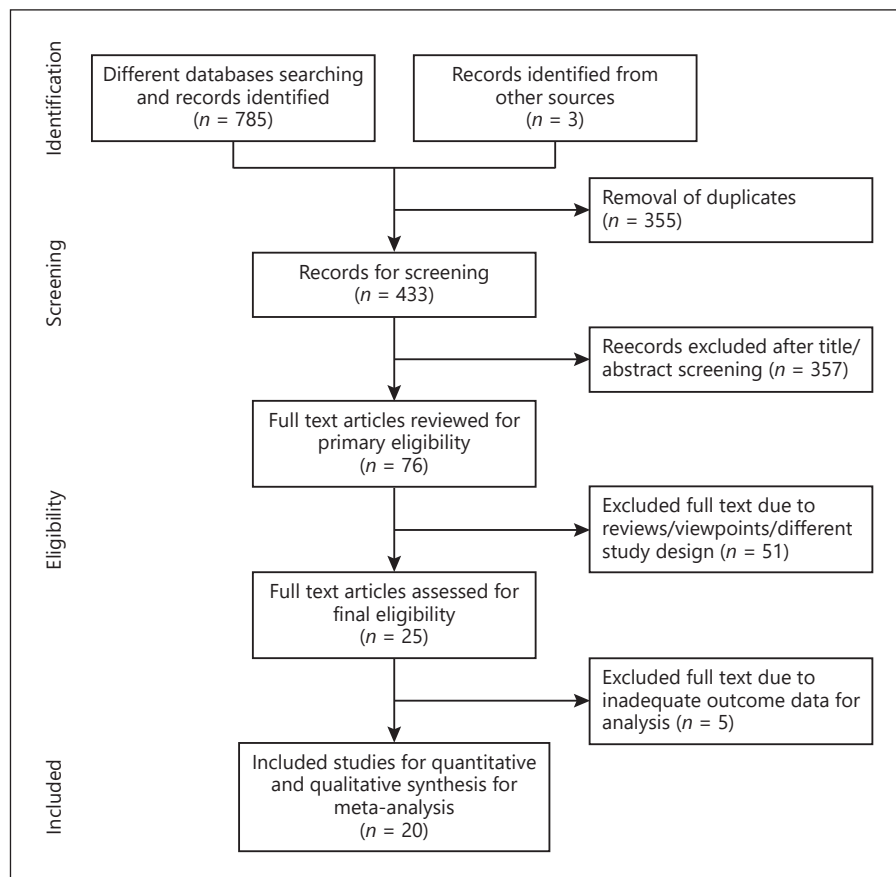 Identification
Different databases searching
and records identified
(n = 785)
Records identified from
other sources
(n = 3)
Removal of duplicates
(n = 355)
Screening
Records for screening
(n = 433)
Reecords excluded after title/
abstract screening (n = 357)
Full text articles reviewed for
primary eligibility
(n = 76)
Eligibility
Excluded full text due to
reviews/viewpoints/different
study design (n = 51)
Full text articles assessed for
final eligibility
(n = 25)
Excluded full text due to
inadequate outcome data for
analysis (n = 5)
Included
Included studies for quantitative
and qualitative synthesis for
meta-analysis
(n = 20)